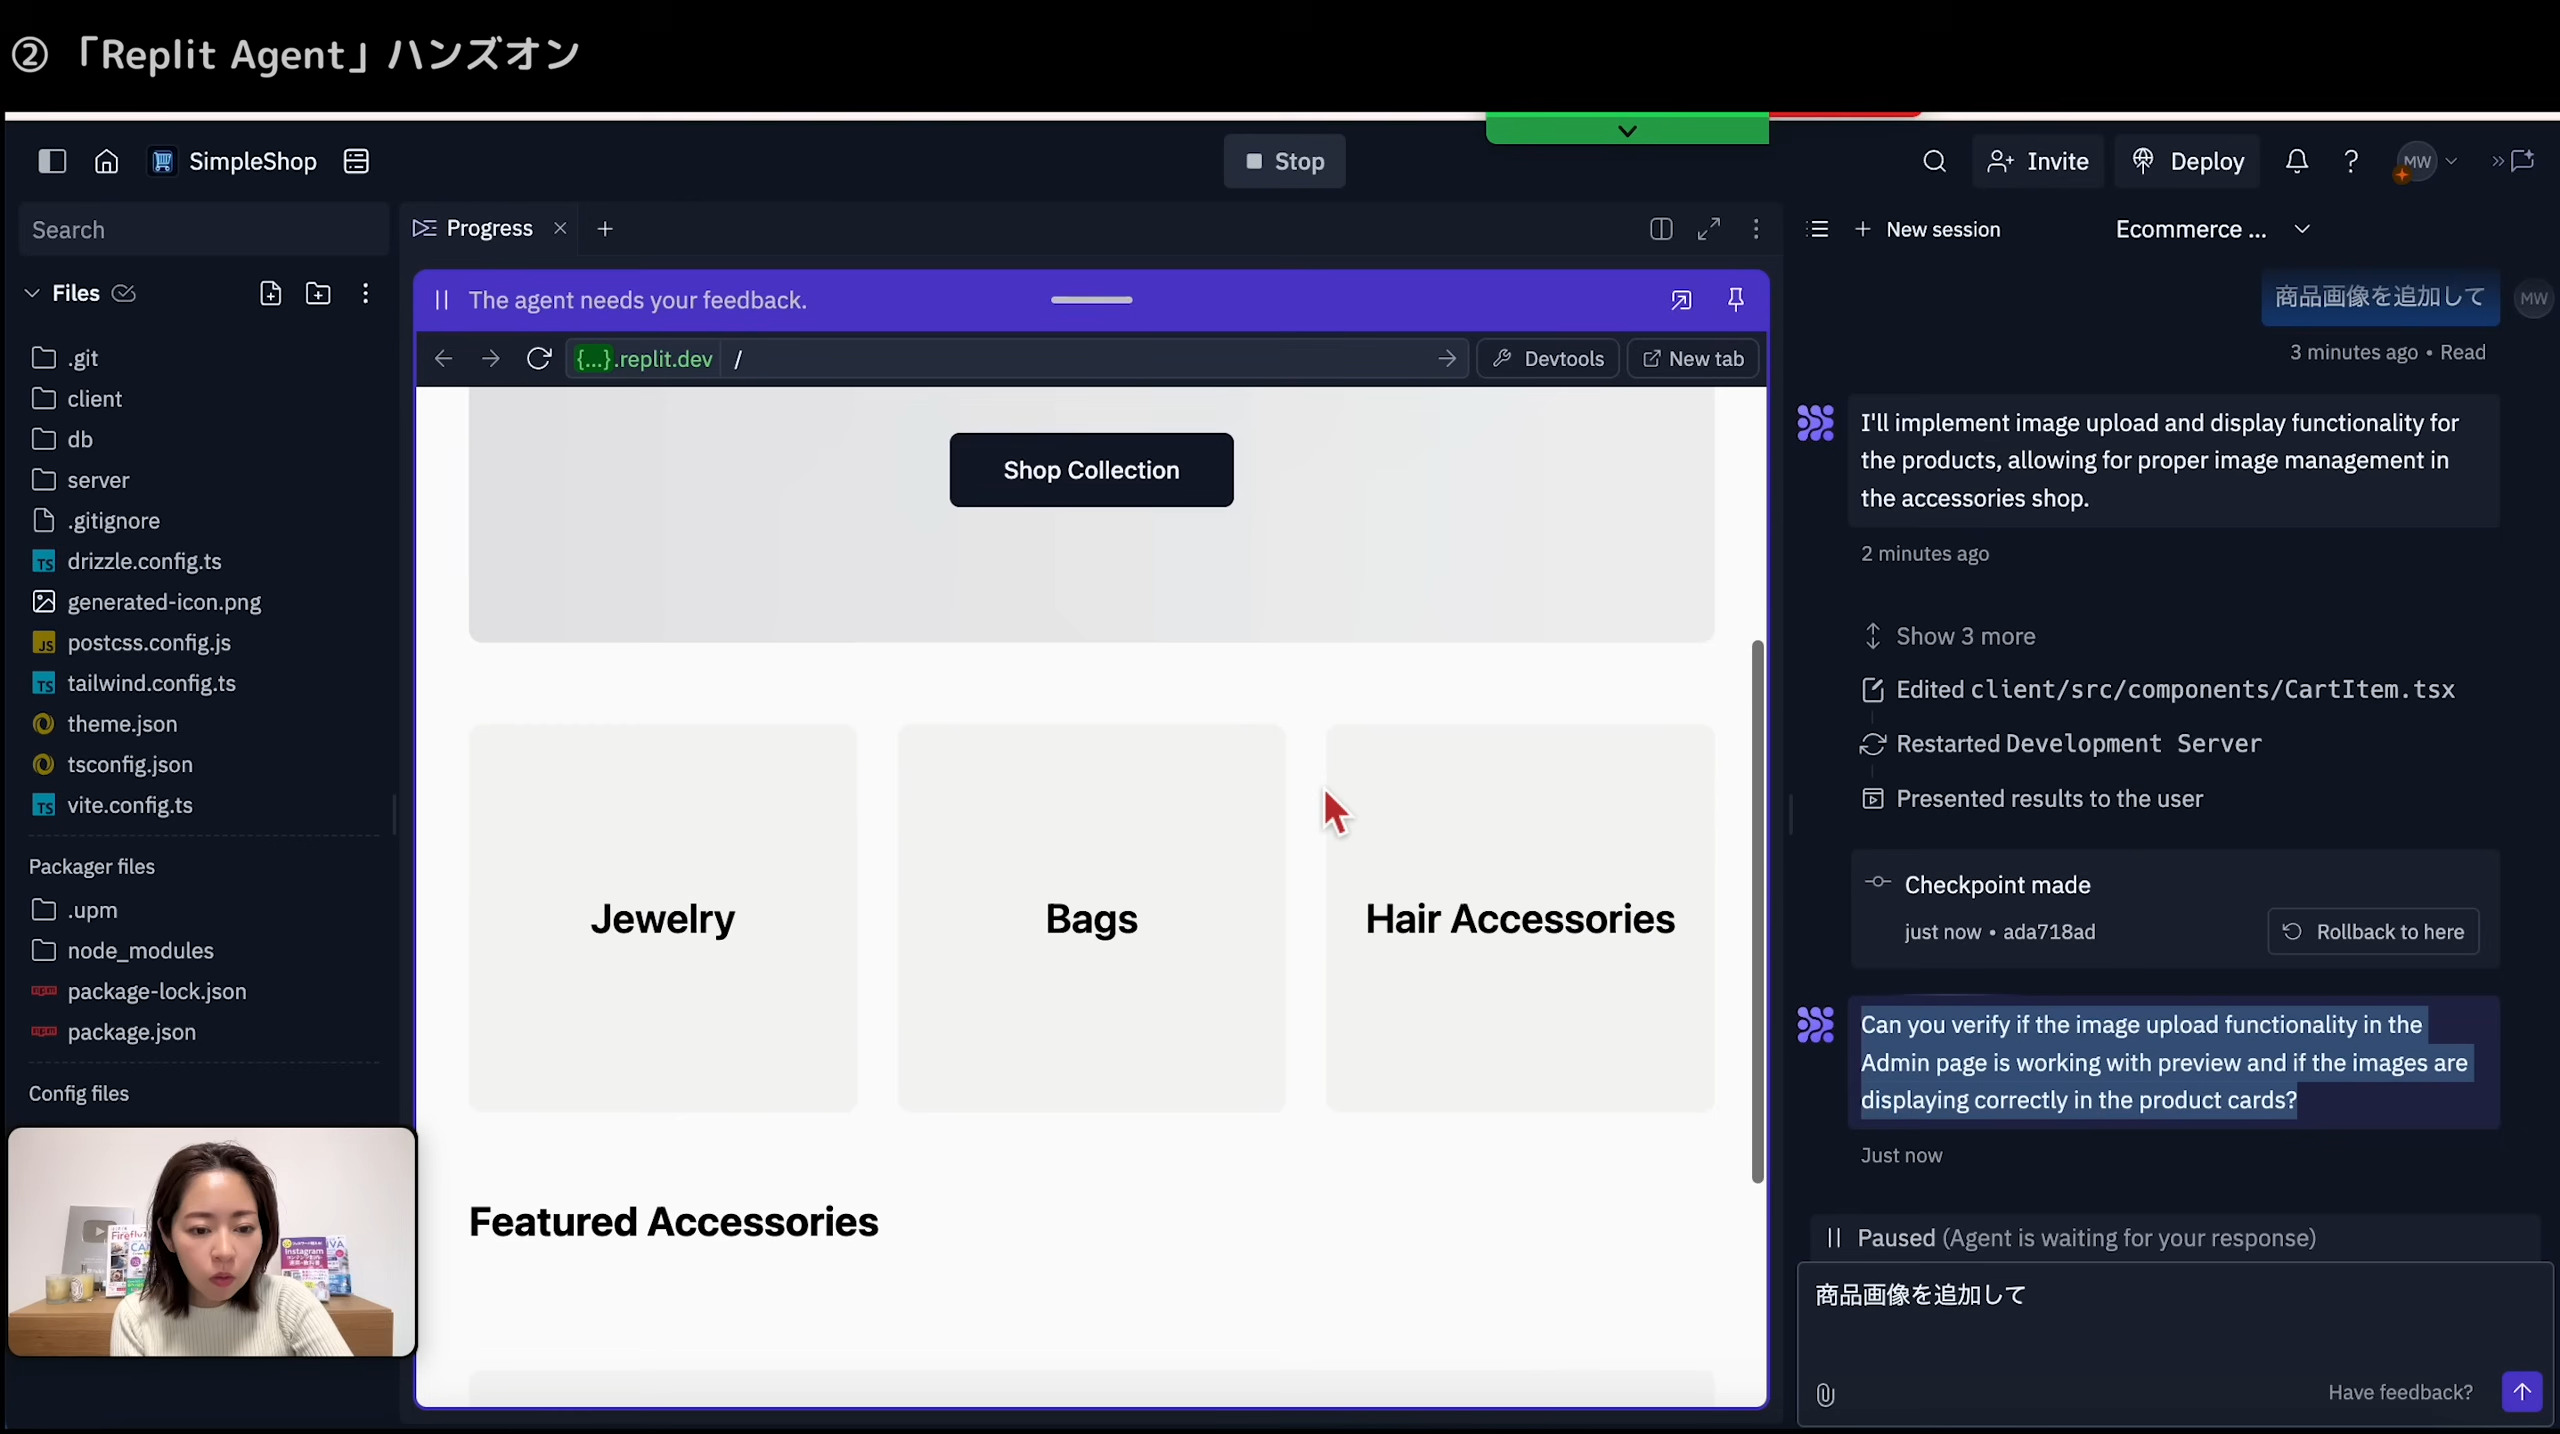 ② 「Replit Agent」ハンズオン
SimpleShop
Stop
Invite
Deploy
?
MW
Search
Progress
New session
Ecommerce ...
Files
.git
client
db
server
.gitignore
drizzle.config.ts
generated-icon.png
postcss.config.js
tailwind.config.ts
theme.json
tsconfig.json
vite.config.ts
Packager files
.upm
node_modules
package-lock.json
package.json
Config files
The agent needs your feedback.
{...}.replit.dev /
Devtools
New tab
Shop Collection
Jewelry
Bags
Hair Accessories
Featured Accessories
商品画像を追加して
MW
3 minutes ago • Read
I'll implement image upload and display functionality for
the products, allowing for proper image management in
the accessories shop.
2 minutes ago
Show 3 more
Edited client/src/components/CartItem.tsx
Restarted Development Server
Presented results to the user
Checkpoint made
just now • ada718ad
Rollback to here
Can you verify if the image upload functionality in the
Admin page is working with preview and if the images are
displaying correctly in the product cards?
Just now
Paused (Agent is waiting for your response)
商品画像を追加して
Have feedback?